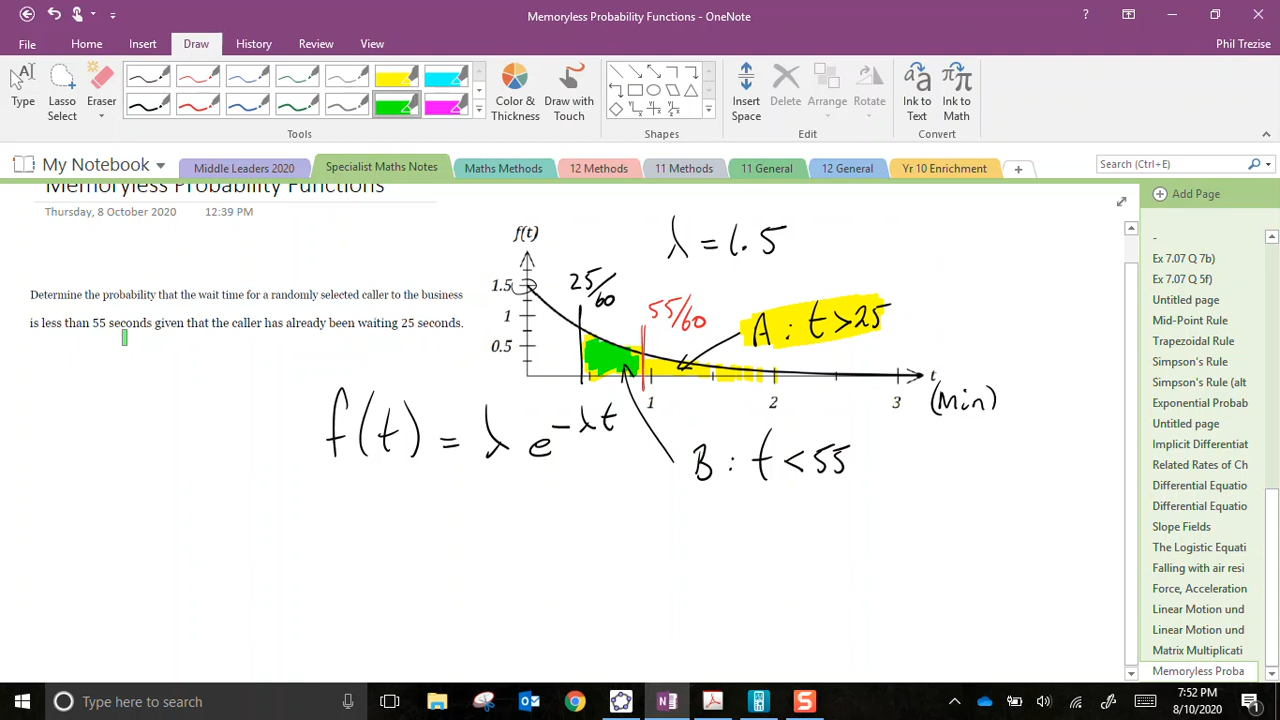 Memoryless Probability Functions - OneNote
?
File Home Insert Draw History Review View Phil Trezise
Type Lasso Select Eraser Color & Thickness Draw with Touch Insert Space Delete Arrange Rotate Ink to Text Ink to Math
Tools Shapes Edit Convert
My Notebook Middle Leaders 2020 Specialist Maths Notes Maths Methods 12 Methods 11 Methods 11 General 12 General Yr 10 Enrichment + Search (Ctrl+E)
Memoryless Probability Functions
Thursday, 8 October 2020 12:39 PM
Determine the probability that the wait time for a randomly selected caller to the business
is less than 55 seconds given that the caller has already been waiting 25 seconds.
f(t)
λ = 1.5
1.5
1
0.5
25/60
55/60
A : t > 25
t
1 2 3 (Min)
f(t) = λ e^-λt
B : t < 55
Add Page
-
Ex 7.07 Q 7b)
Ex 7.07 Q 5f)
Untitled page
Mid-Point Rule
Trapezoidal Rule
Simpson's Rule
Simpson's Rule (alt
Exponential Probab
Untitled page
Implicit Differentiat
Related Rates of Ch
Differential Equatio
Differential Equatio
Slope Fields
The Logistic Equati
Falling with air resi
Force, Acceleration
Linear Motion und
Linear Motion und
Matrix Multiplicati
Memoryless Proba
Type here to search
7:52 PM
8/10/2020